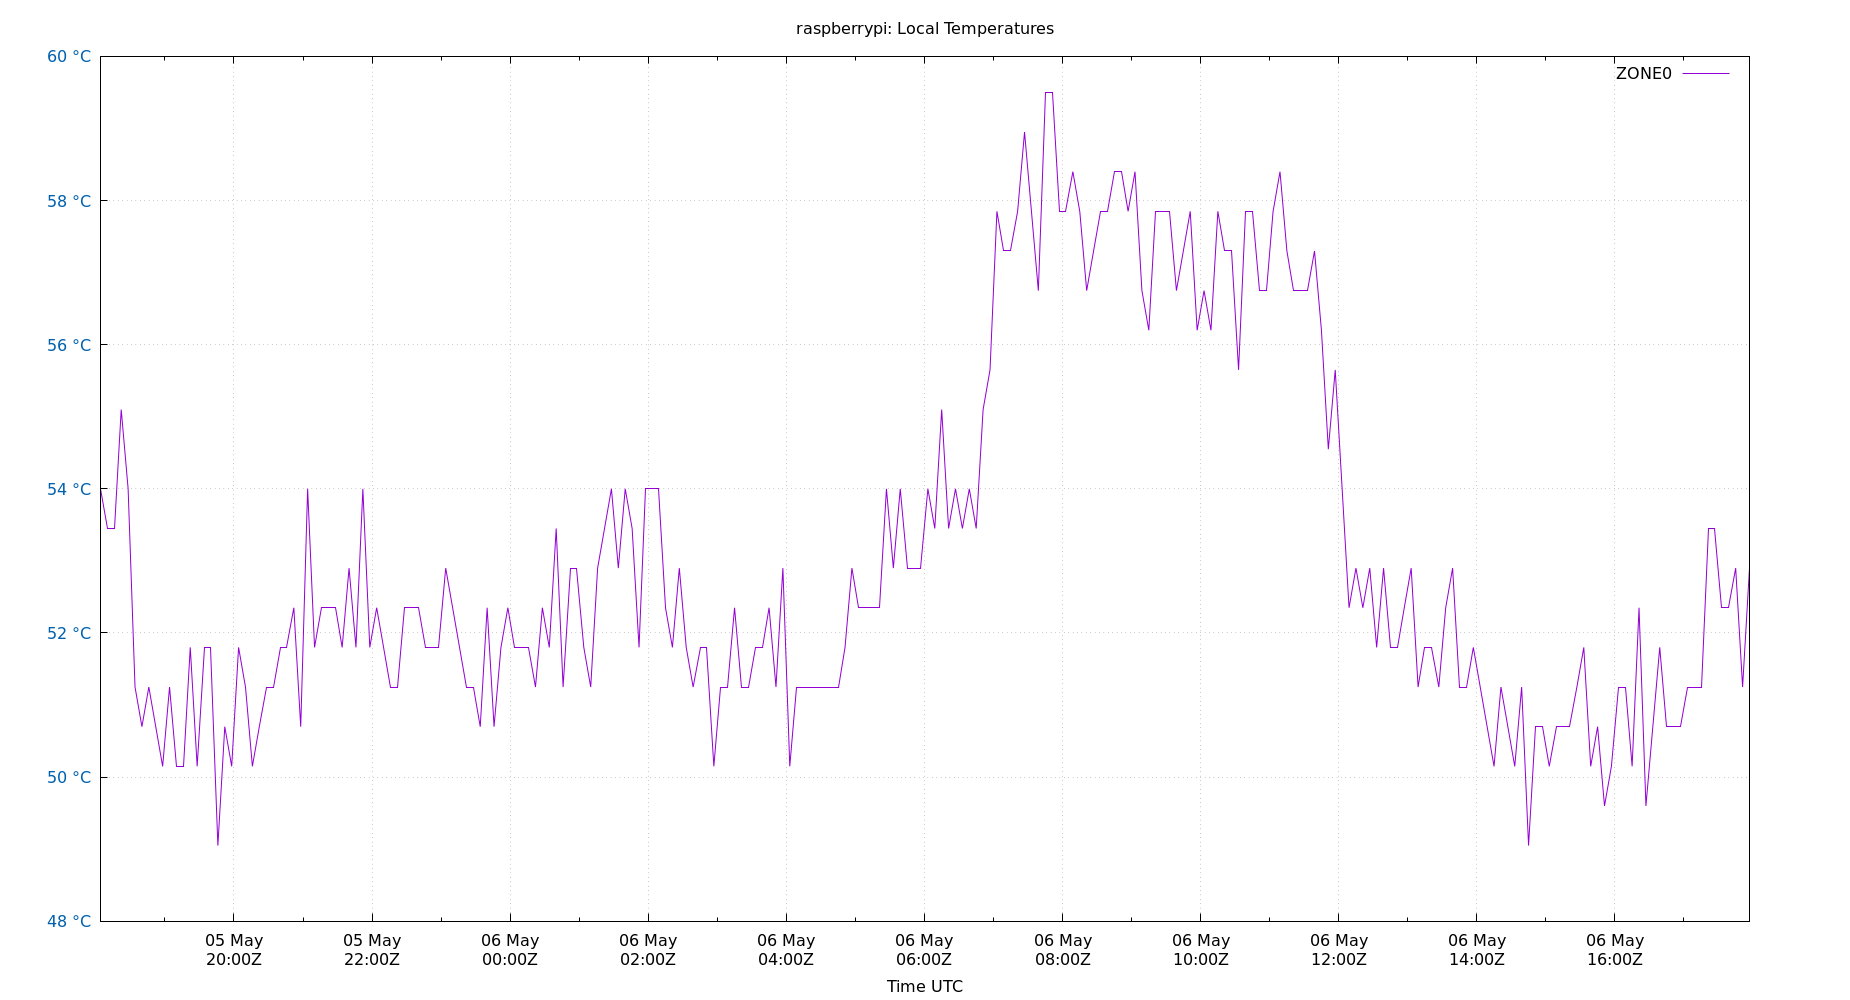 raspberrypi: Local Temperatures
60 °C
ZONE0
58 °C
56 °C
54 °C
52 °C
50 °C
48 °C
05 May 05 May 06 May 06 May 06 May 06 May 06 May 06 May 06 May 06 May 06 May
20:00Z 22:00Z 00:00Z 02:00Z 04:00Z 06:00Z 08:00Z 10:00Z 12:00Z 14:00Z 16:00Z
Time UTC